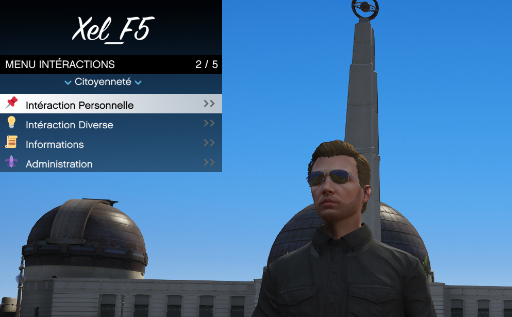 Xel_F5
MENU INTÉRACTIONS 2 / 5
Citoyenneté
Intéraction Personnelle >>
Intéraction Diverse >>
Informations >>
Administration >>